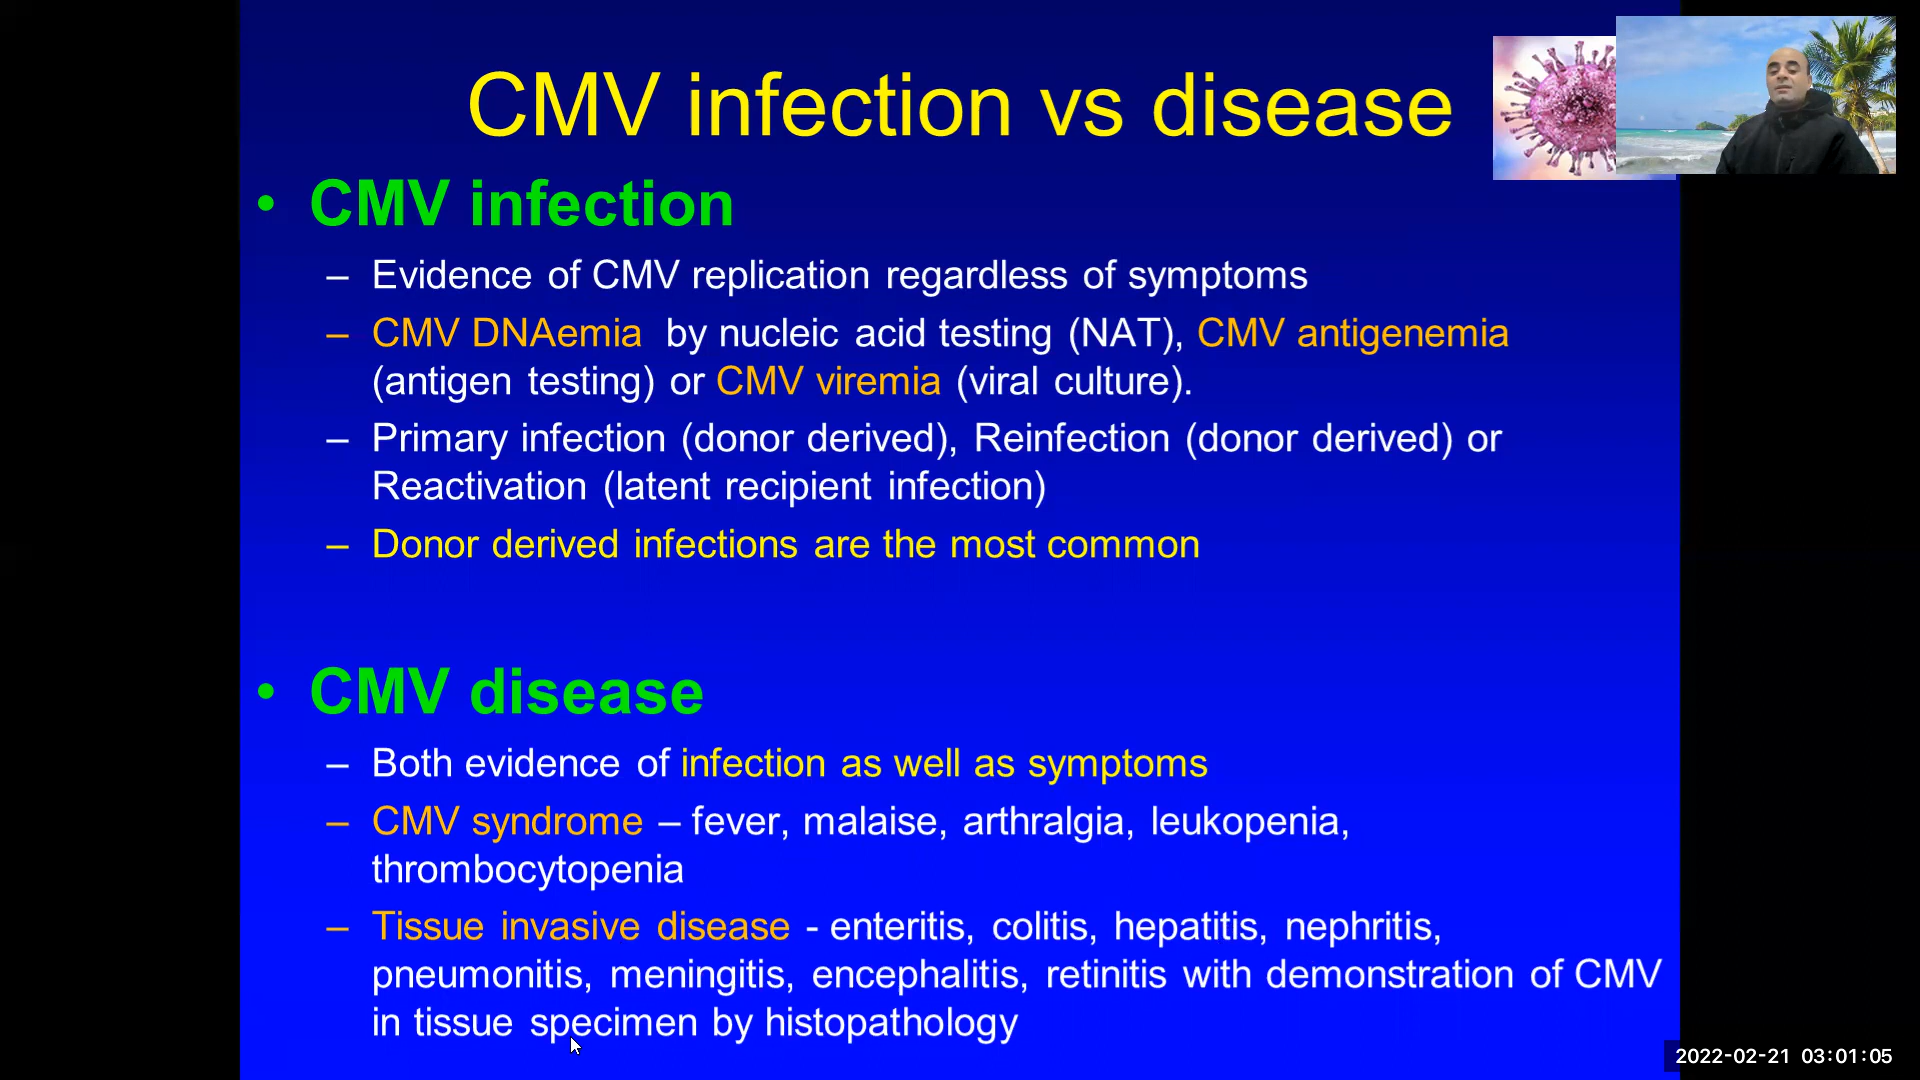 CMV infection vs disease
• CMV infection
– Evidence of CMV replication regardless of symptoms
– CMV DNAemia by nucleic acid testing (NAT), CMV antigenemia
(antigen testing) or CMV viremia (viral culture).
– Primary infection (donor derived), Reinfection (donor derived) or
Reactivation (latent recipient infection)
– Donor derived infections are the most common
• CMV disease
– Both evidence of infection as well as symptoms
– CMV syndrome – fever, malaise, arthralgia, leukopenia,
thrombocytopenia
– Tissue invasive disease - enteritis, colitis, hepatitis, nephritis,
pneumonitis, meningitis, encephalitis, retinitis with demonstration of CMV
in tissue specimen by histopathology
2022-02-21 03:01:05